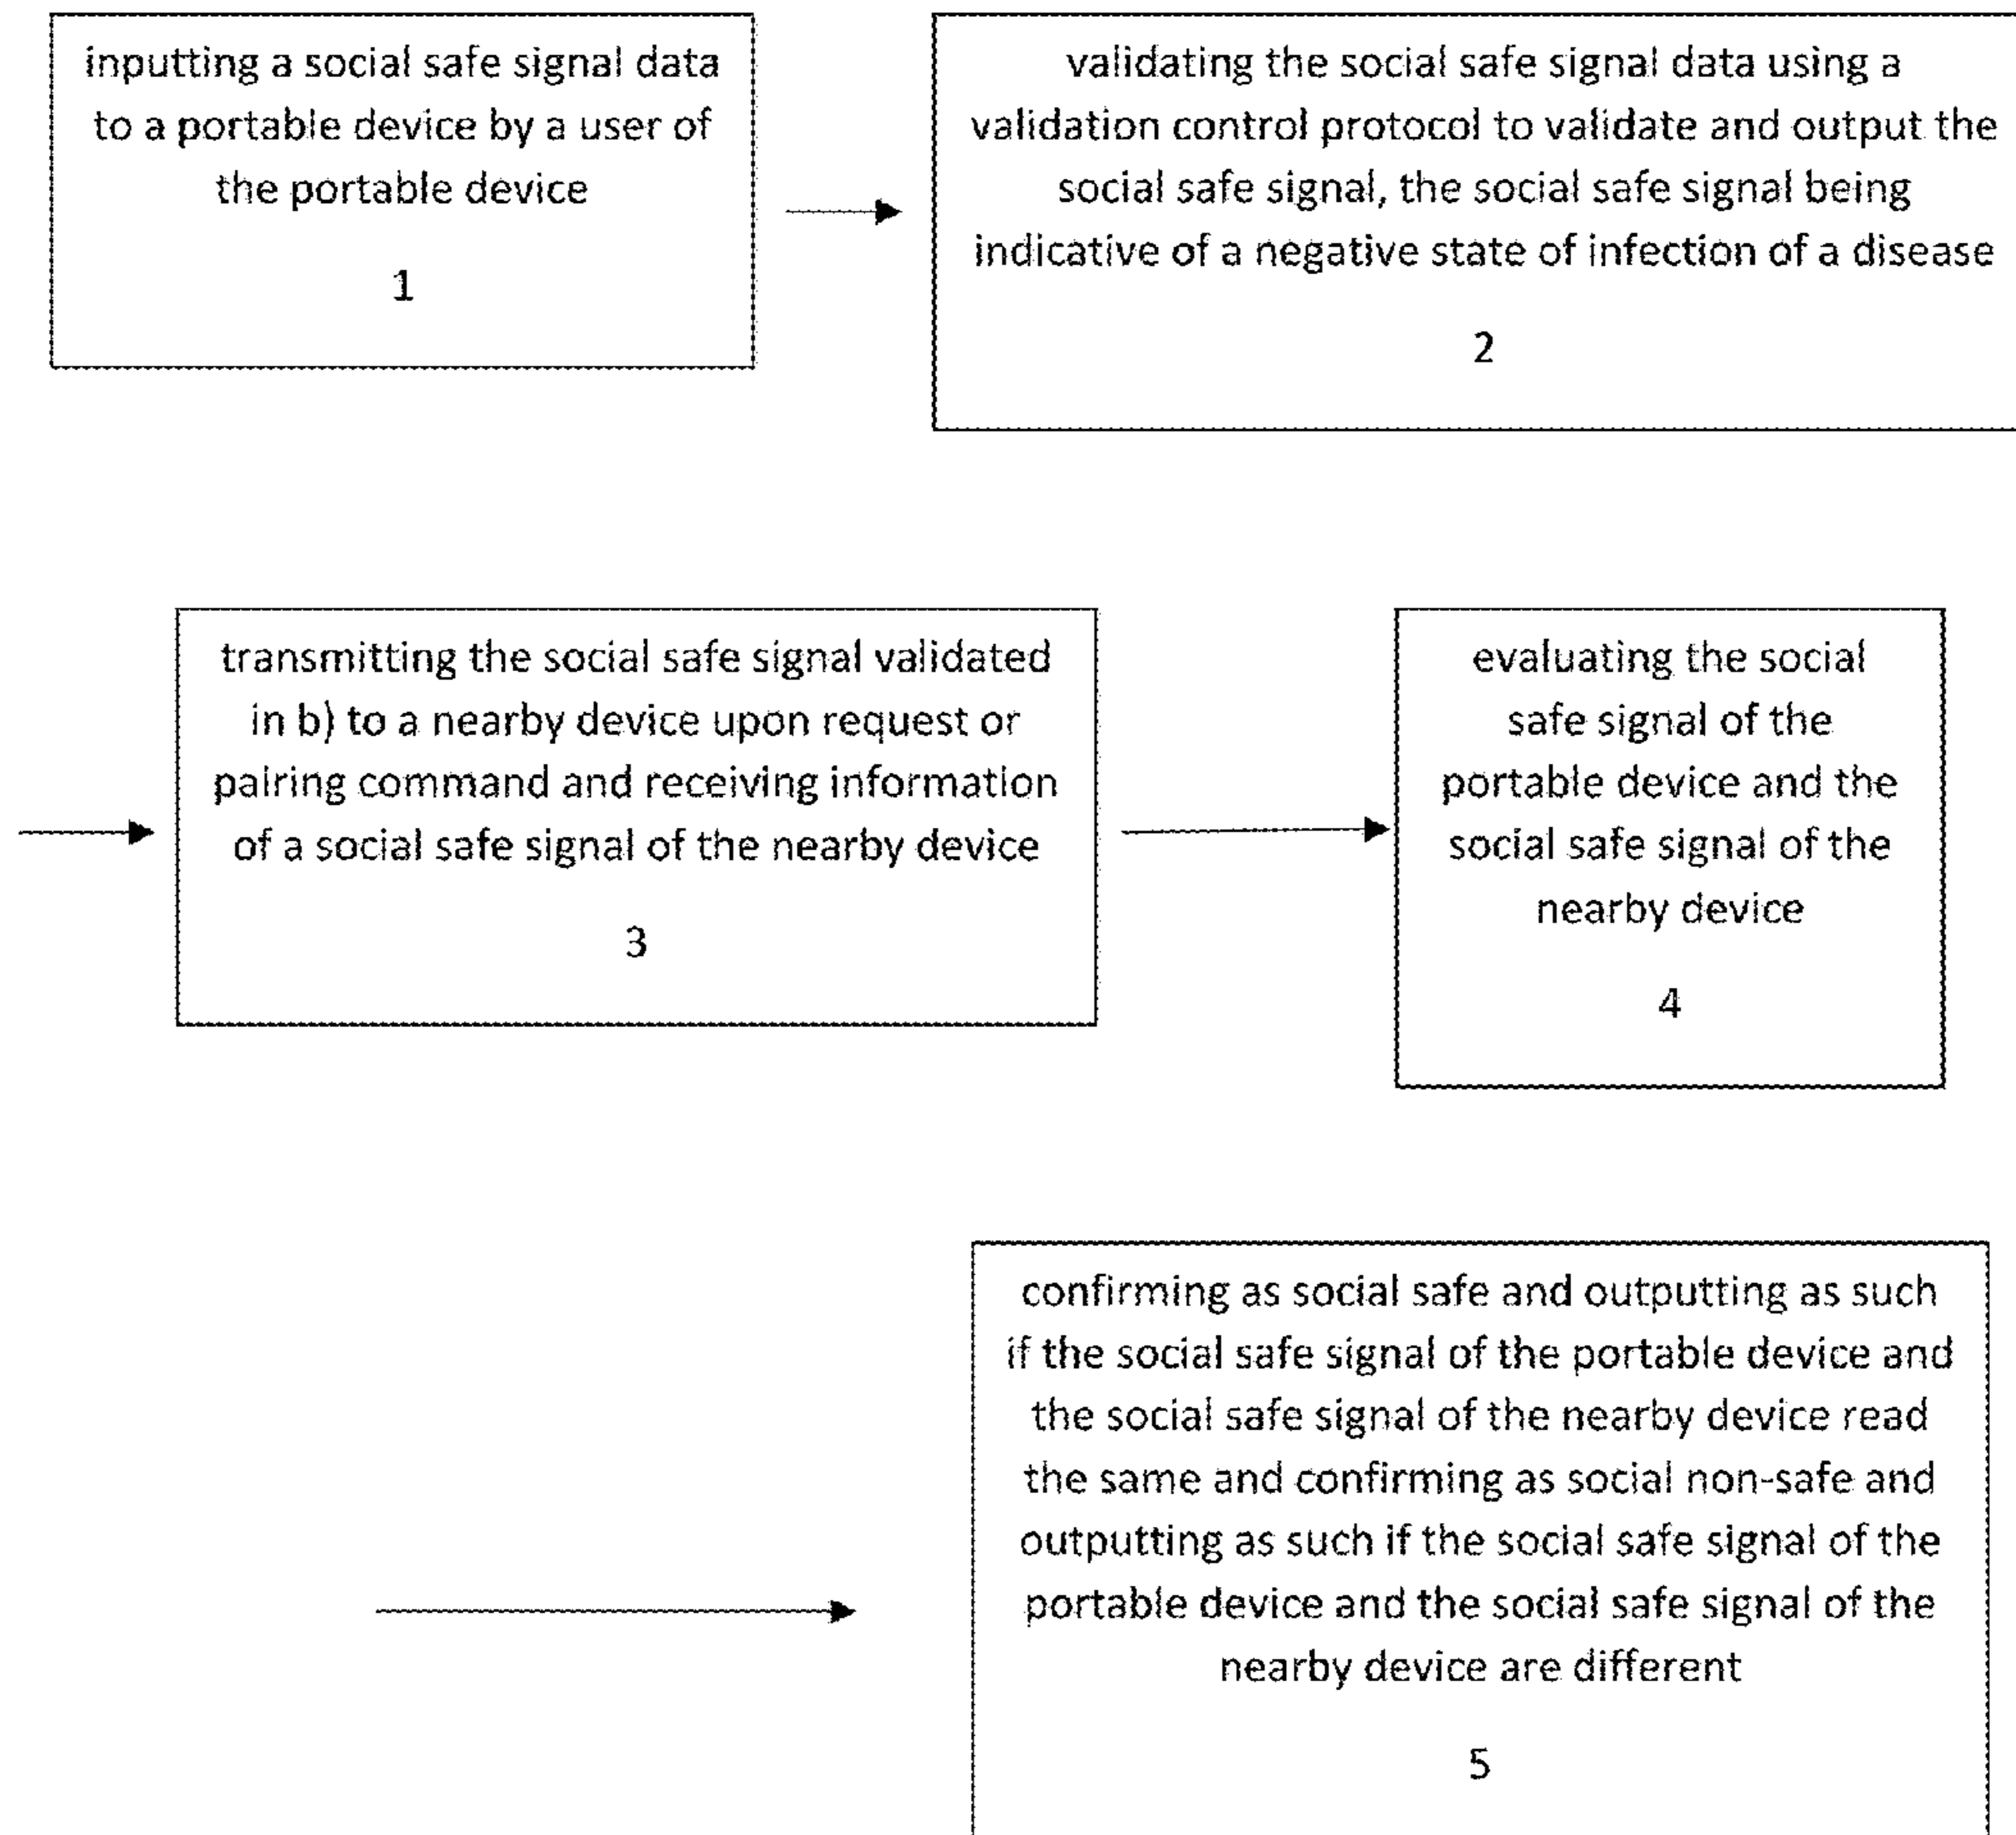 inputting a social safe signal data
to a portable device by a user of
the portable device
1
validating the social safe signal data using a
validation control protocol to validate and output the
social safe signal, the social safe signal being
indicative of a negative state of infection of a disease
2
transmitting the social safe signal validated
in b) to a nearby device upon request or
pairing command and receiving information
of a social safe signal of the nearby device
3
evaluating the social
safe signal of the
portable device and the
social safe signal of the
nearby device
4
confirming as social safe and outputting as such
if the social safe signal of the portable device and
the social safe signal of the nearby device read
the same and confirming as social non-safe and
outputting as such if the social safe signal of the
portable device and the social safe signal of the
nearby device are different
5